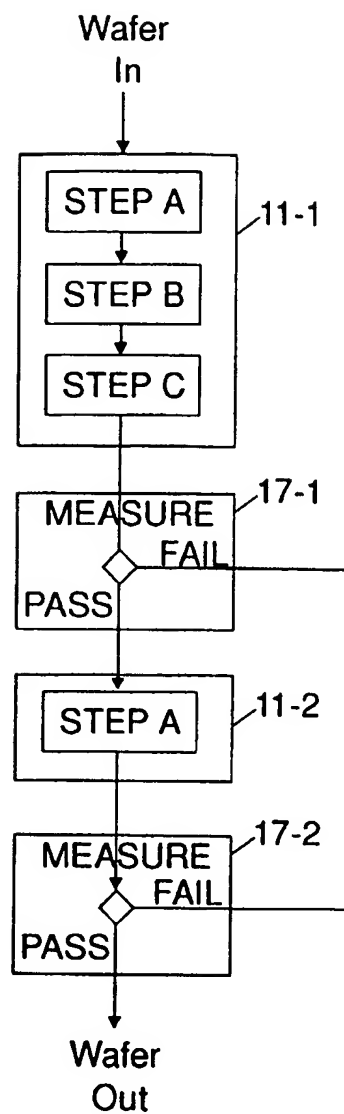 Wafer
In
STEP A
11-1
STEP B
STEP C
17-1
MEASURE
FAIL
PASS
STEP A
11-2
17-2
MEASURE
FAIL
PASS
Wafer
Out